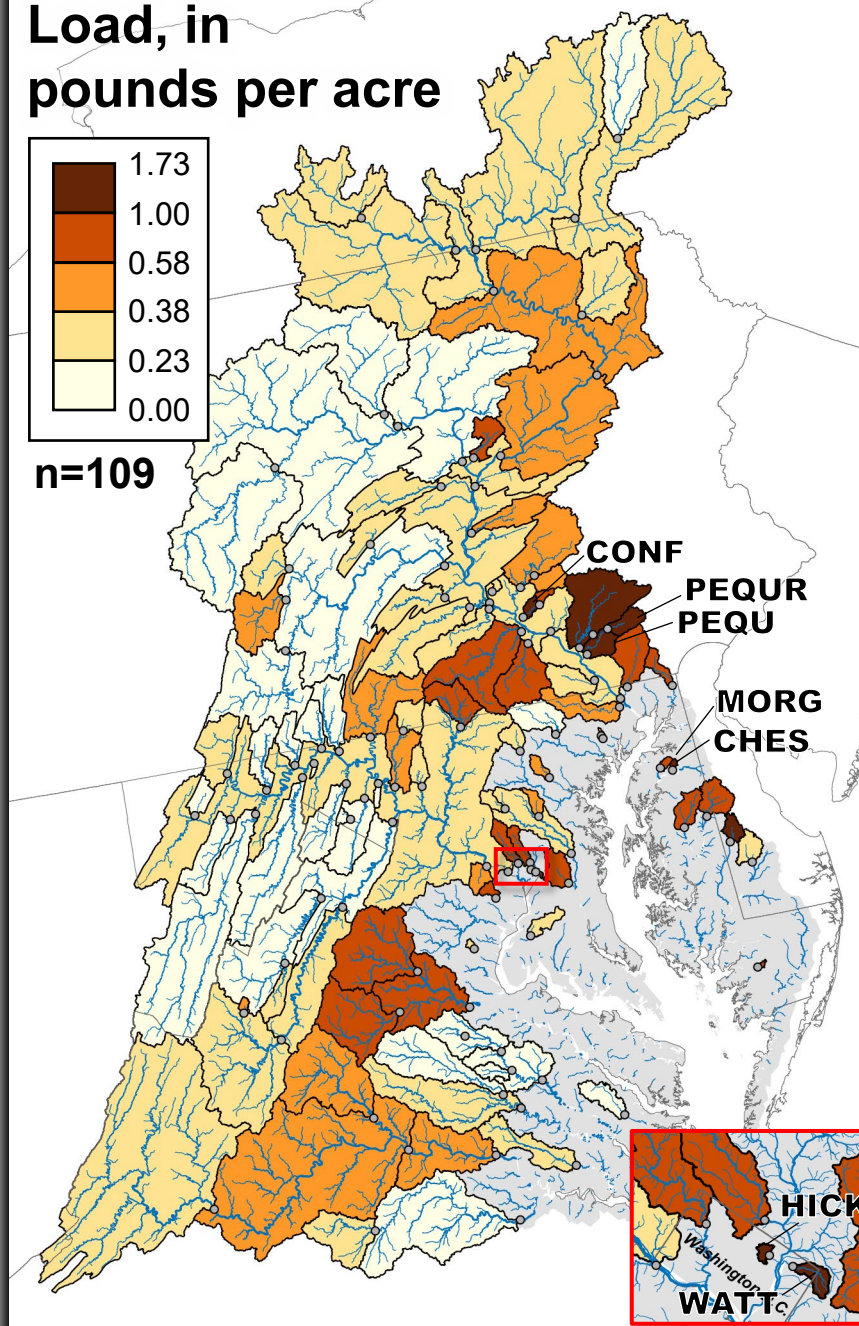 Load, in
pounds per acre
1.73
1.00
0.58
0.38
0.23
0.00
n=109
CONF
PEQUR
PEQU
MORG
CHES
HICK
Washington, D.C.
WATT